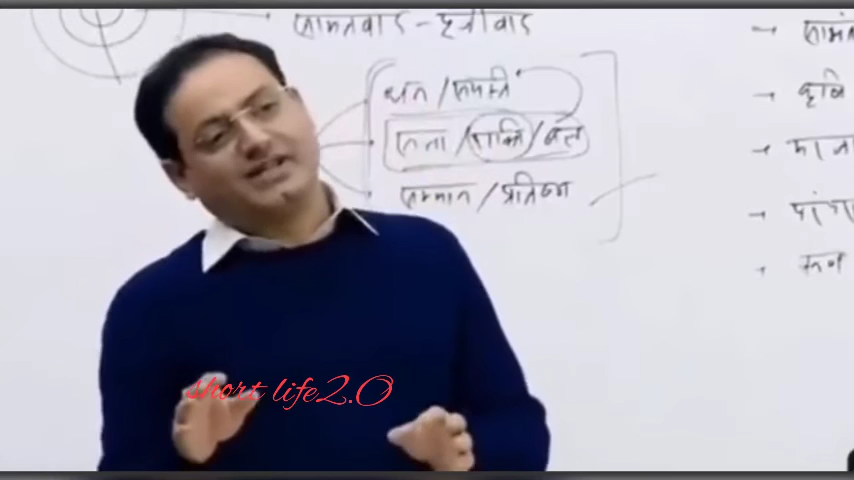 सामंतवाद - पूंजीवाद
धन / सम्पत्ति
सत्ता / शक्ति / बल
सम्मान / प्रतिष्ठा
→ सामं
→ कृषि
short life2.0